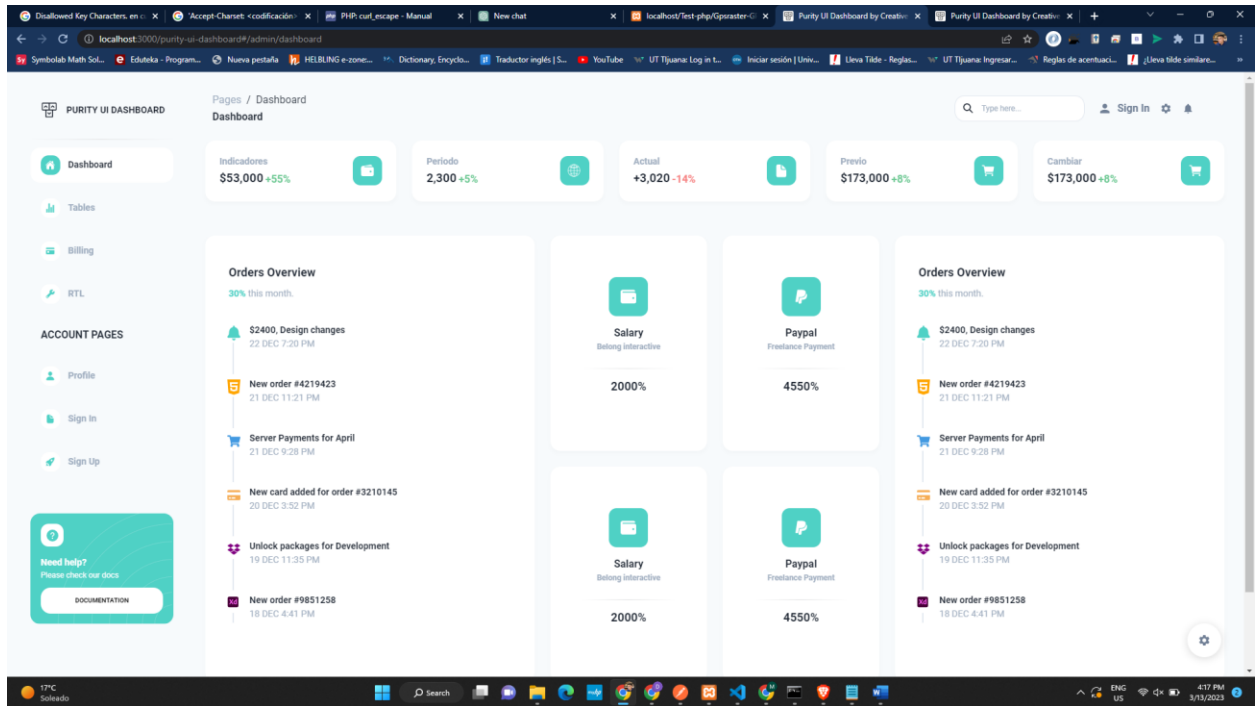 Disallowed Key Characters. en c
'Accept-Charset: <codificación>
PHP: curl_escape - Manual
New chat
localhost/Test-php/Gpsraster-G
Purity UI Dashboard by Creative
Purity UI Dashboard by Creative
localhost:3000/purity-ui-dashboard#/admin/dashboard
Symbolab Math Sol...
Eduteka - Program...
Nueva pestaña
HELBLING e-zone...
Dictionary, Encyclo...
Traductor inglés | S...
YouTube
UT TIjuana: Log in t...
Iniciar sesión | Univ...
Lleva Tilde - Reglas...
UT TIjuana: Ingresar...
Reglas de acentuaci...
¿Lleva tilde similare...
PURITY UI DASHBOARD
Pages / Dashboard
Dashboard
Type here...
Sign In
Dashboard
Tables
Billing
RTL
ACCOUNT PAGES
Profile
Sign In
Sign Up
Need help?
Please check our docs
DOCUMENTATION
Indicadores
$53,000 +55%
Periodo
2,300 +5%
Actual
+3,020 -14%
Previo
$173,000 +8%
Cambiar
$173,000 +8%
Orders Overview
30% this month.
$2400, Design changes
22 DEC 7:20 PM
New order #4219423
21 DEC 11:21 PM
Server Payments for April
21 DEC 9:28 PM
New card added for order #3210145
20 DEC 3:52 PM
Unlock packages for Development
19 DEC 11:35 PM
Xd
New order #9851258
18 DEC 4:41 PM
Salary
Belong interactive
2000%
Paypal
Freelance Payment
4550%
Salary
Belong interactive
2000%
Paypal
Freelance Payment
4550%
Orders Overview
30% this month.
$2400, Design changes
22 DEC 7:20 PM
New order #4219423
21 DEC 11:21 PM
Server Payments for April
21 DEC 9:28 PM
New card added for order #3210145
20 DEC 3:52 PM
Unlock packages for Development
19 DEC 11:35 PM
Xd
New order #9851258
18 DEC 4:41 PM
17°C
Soleado
Search
ENG
US
4:17 PM
3/13/2023